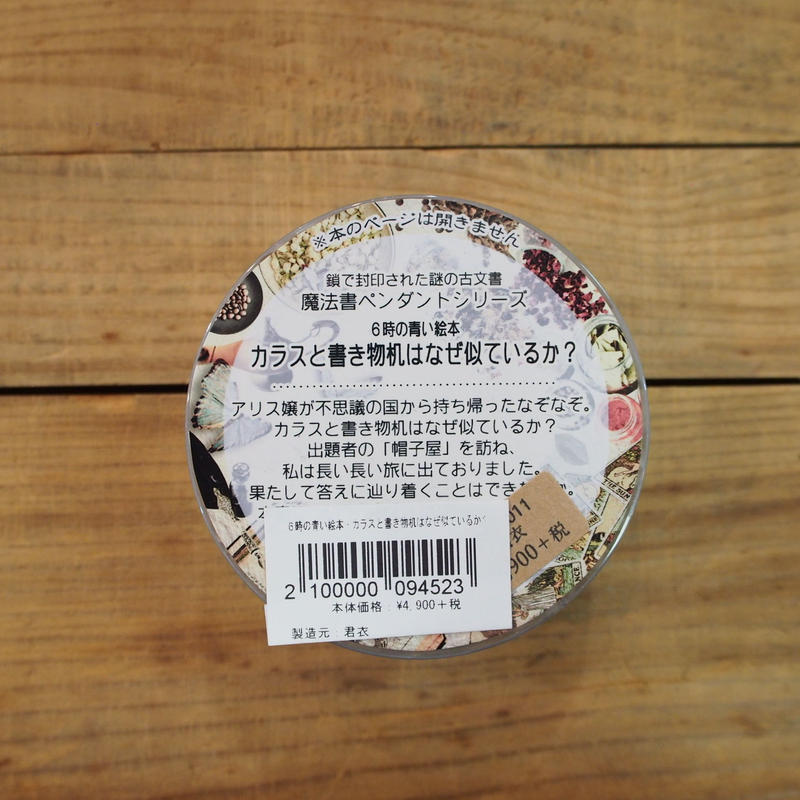 ※本のページは開きません
鎖で封印された謎の古文書
魔法書ペンダントシリーズ
6時の青い絵本
カラスと書き物机はなぜ似ているか？
アリス嬢が不思議の国から持ち帰ったなぞなぞ。
カラスと書き物机はなぜ似ているか？
出題者の「帽子屋」を訪ね、
私は長い長い旅に出ておりました。
果たして答えに辿り着くことはでき
011
衣
900+税
6時の青い絵本・カラスと書き物机はなぜ似ているか
2 100000 094523
本体価格：¥4,900+税
製造元：君衣